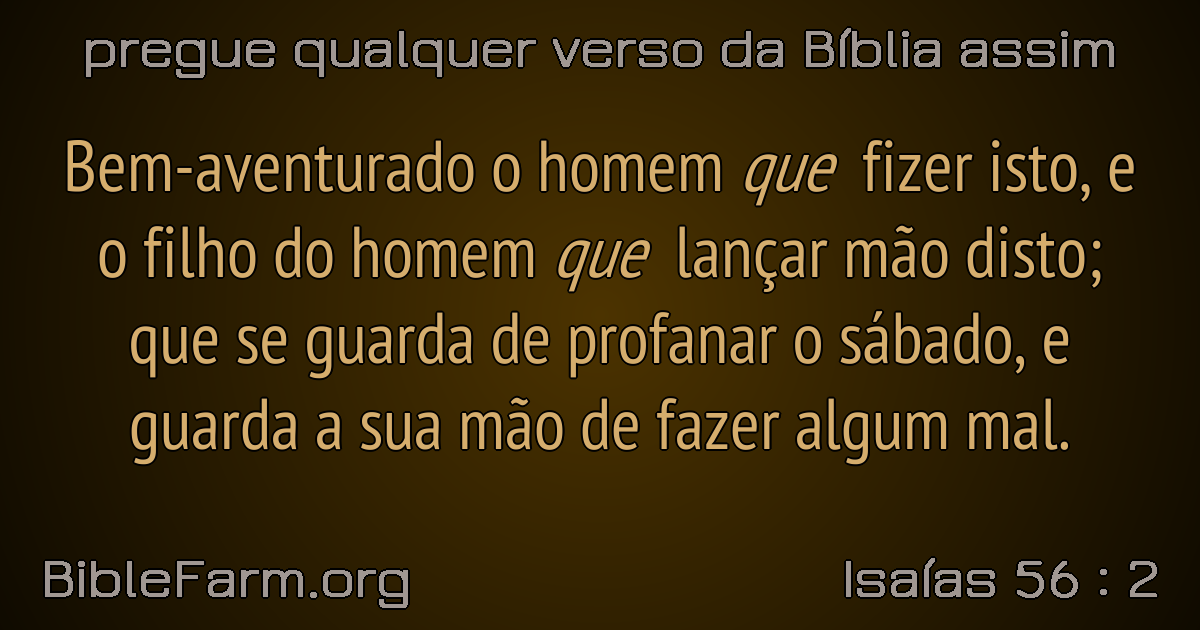 pregue qualquer verso da Bíblia assim
Bem-aventurado o homem que fizer isto, e
o filho do homem que lançar mão disto;
que se guarda de profanar o sábado, e
guarda a sua mão de fazer algum mal.
BibleFarm.org
Isaías 56 : 2